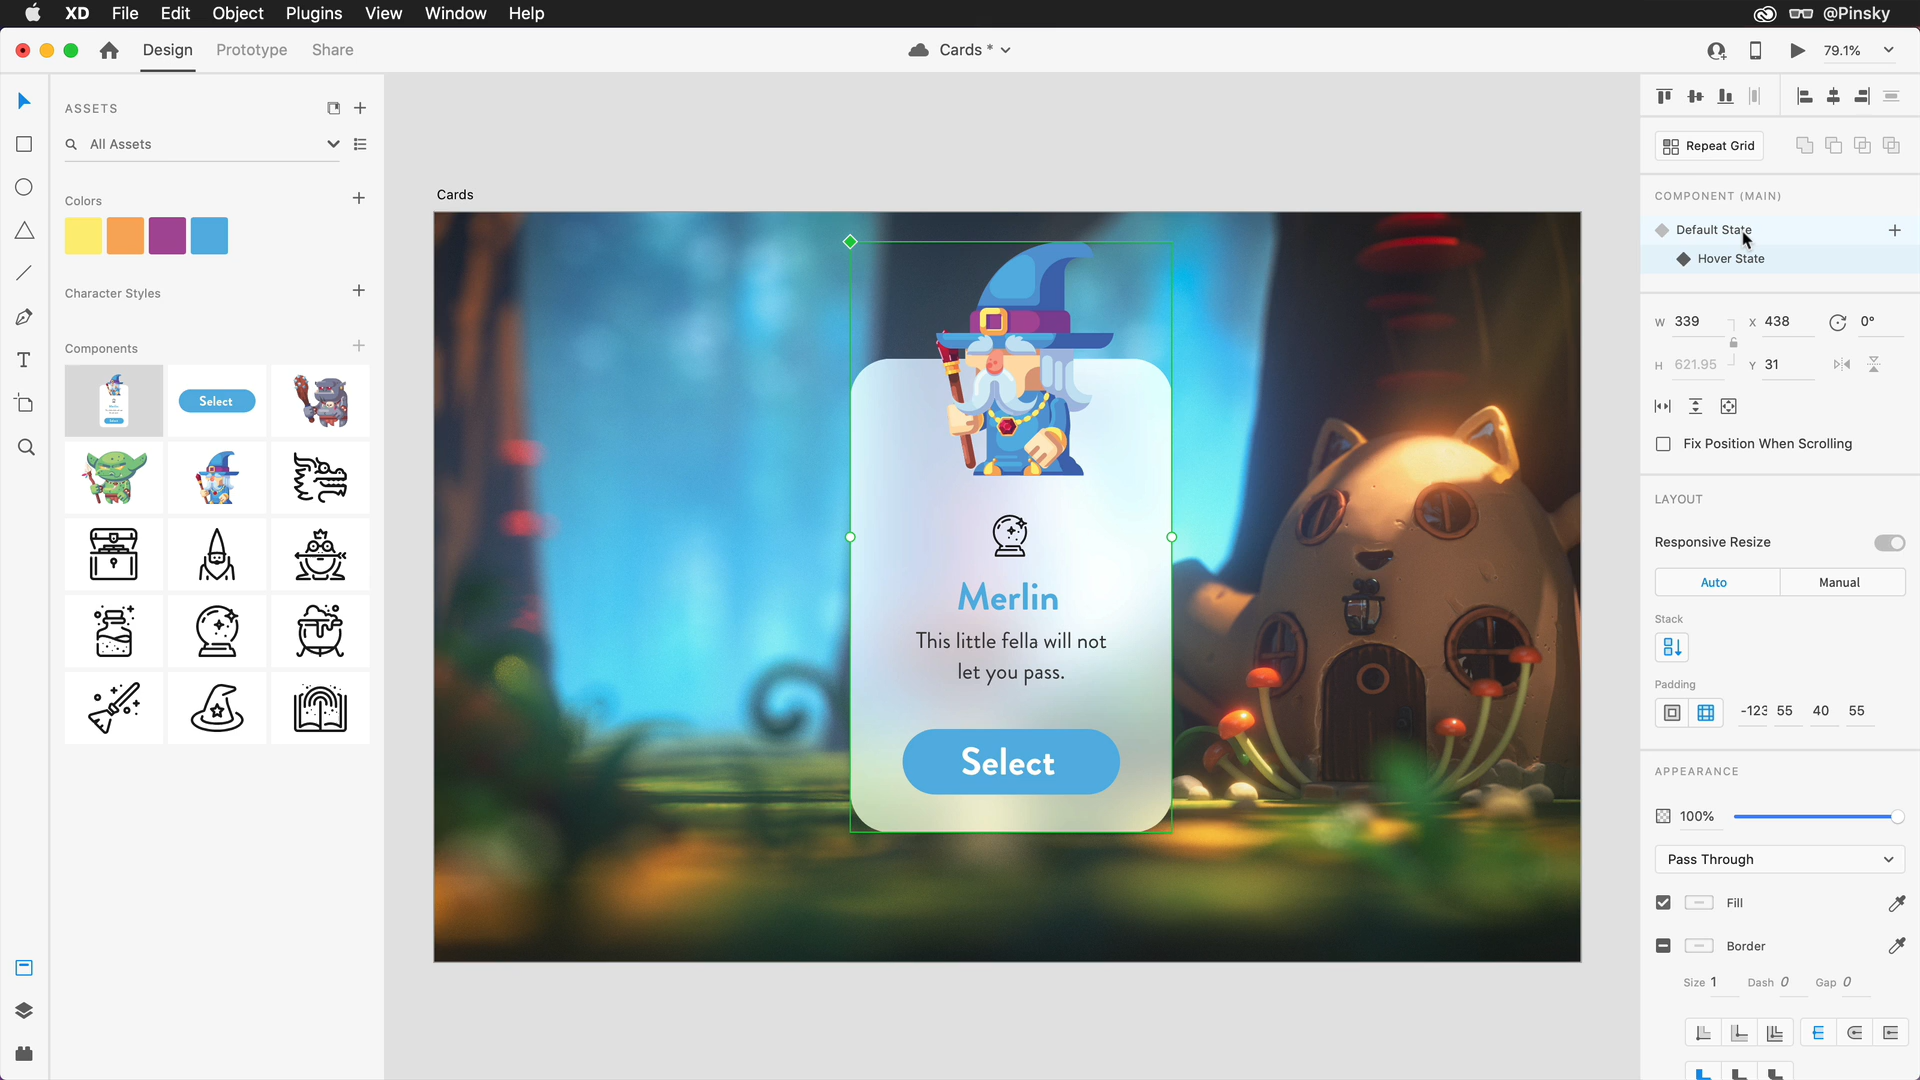 XD File Edit Object Plugins View Window Help @Pinsky
Design Prototype Share Cards * 79.1%
ASSETS
All Assets
Colors
Character Styles
Components
Select
Cards
Merlin
This little fella will not
let you pass.
Select
Repeat Grid
COMPONENT (MAIN)
Default State
Hover State
W 339 X 438 0°
H 621.95 Y 31
Fix Position When Scrolling
LAYOUT
Responsive Resize
Auto Manual
Stack
Padding
-123 55 40 55
APPEARANCE
100%
Pass Through
Fill
Border
Size 1 Dash 0 Gap 0